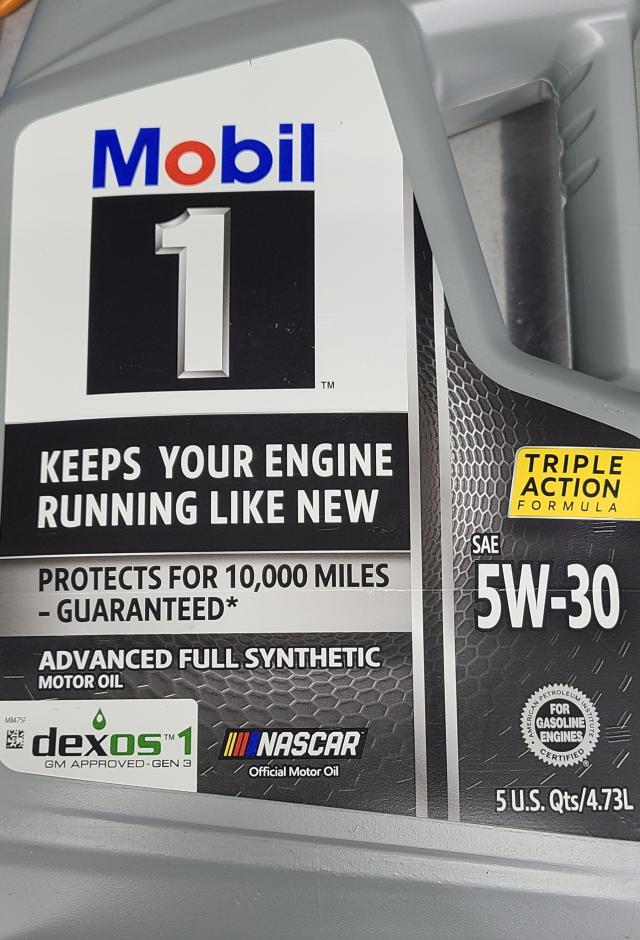 Mobil
1
TM
KEEPS YOUR ENGINE
RUNNING LIKE NEW
PROTECTS FOR 10,000 MILES
– GUARANTEED*
ADVANCED FULL SYNTHETIC
MOTOR OIL
M8475F
dexos™1
GM APPROVED-GEN 3
NASCAR
Official Motor Oil
TRIPLE
ACTION
FORMULA
SAE
5W-30
AMERICAN PETROLEUM INSTITUTE
FOR
GASOLINE
ENGINES
CERTIFIED
5 U.S. Qts/4.73L